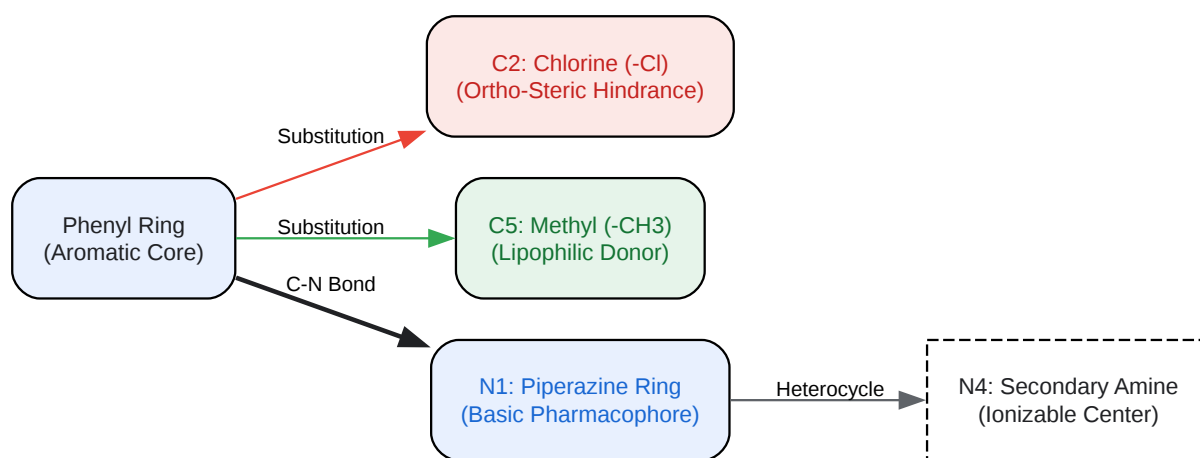 C2: Chlorine (-Cl)
(Ortho-Steric Hindrance)
Substitution
Phenyl Ring
(Aromatic Core)
Substitution
C5: Methyl (-CH3)
(Lipophilic Donor)
C-N Bond
N1: Piperazine Ring
(Basic Pharmacophore)
Heterocycle
N4: Secondary Amine
(Ionizable Center)